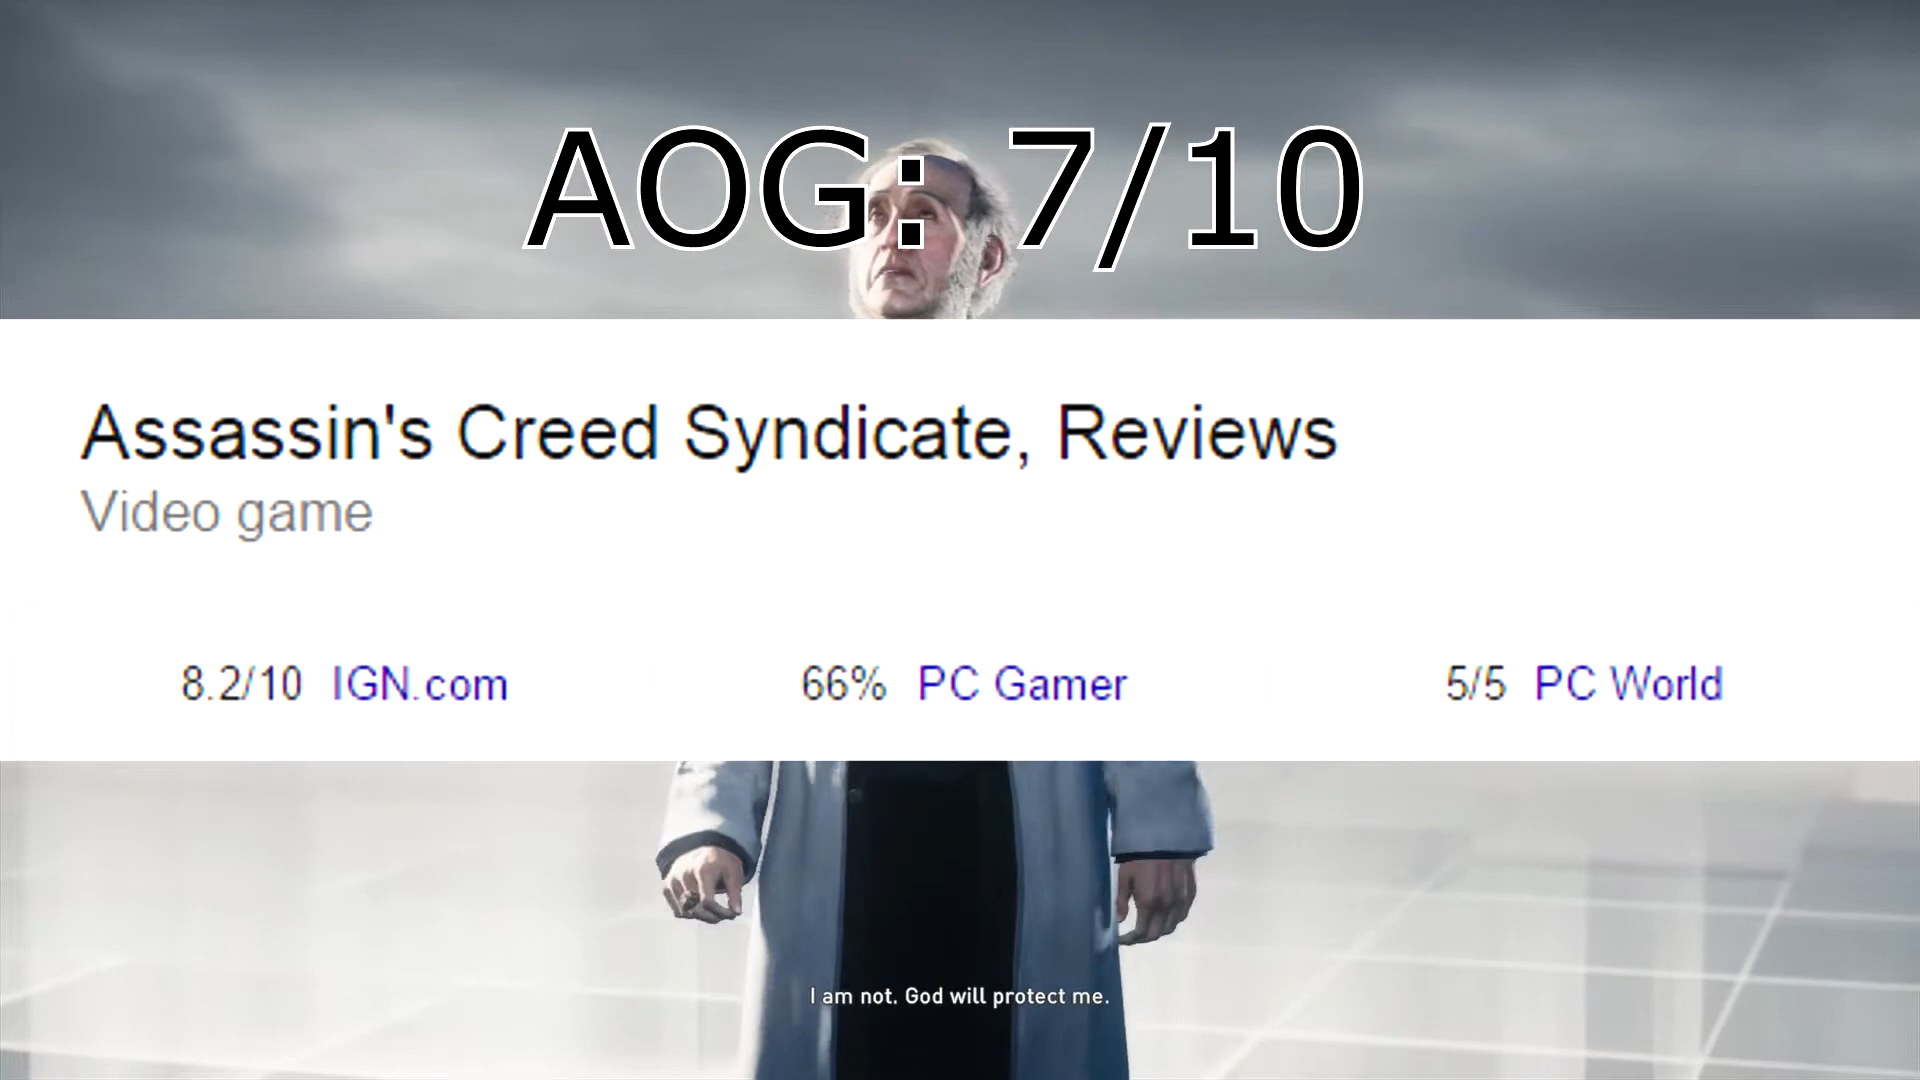 AOG: 7/10
Assassin's Creed Syndicate, Reviews
Video game
8.2/10 IGN.com 66% PC Gamer 5/5 PC World
I am not. God will protect me.